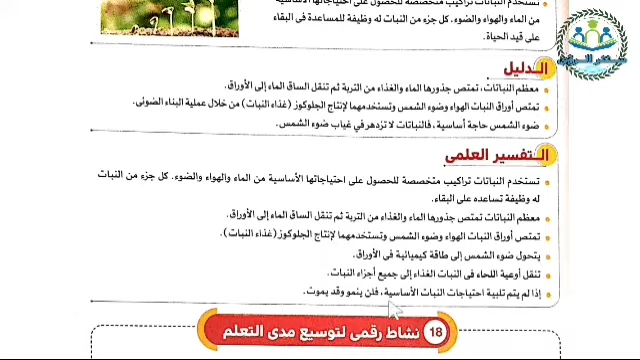 تستخدم النباتات تراكيب متخصصة للحصول على احتياجاتها الأساسية
من الماء والهواء والضوء. كل جزء من النبات له وظيفة للمساعدة فى البقاء
على قيد الحياة.
الدليل
معظم النباتات، تمتص جذورها الماء والغذاء من التربة ثم تنقل الساق الماء إلى الأوراق.
تمتص أوراق النبات الهواء وضوء الشمس وتستخدمهما لإنتاج الجلوكوز (غذاء النبات) من خلال عملية البناء الضوئى.
ضوء الشمس حاجة أساسية، فالنباتات لا تزدهر في غياب ضوء الشمس.
التفسير العلمى
تستخدم النباتات تراكيب متخصصة للحصول على احتياجاتها الأساسية من الماء والهواء والضوء. كل جزء من النبات
له وظيفة تساعده على البقاء.
معظم النباتات تمتص جذورها الماء والغذاء من التربة ثم تنقل الساق الماء إلى الأوراق.
تمتص أوراق النبات الهواء وضوء الشمس وتستخدمهما لإنتاج الجلوكوز (غذاء النبات).
يتحول ضوء الشمس إلى طاقة كيميائية فى الأوراق.
تنقل أوعية اللحاء فى النبات الغذاء إلى جميع أجزاء النبات.
إذا لم يتم تلبية احتياجات النبات الأساسية، فلن ينمو وقد يموت.
18 نشاط رقمى لتوسيع مدى التعلم